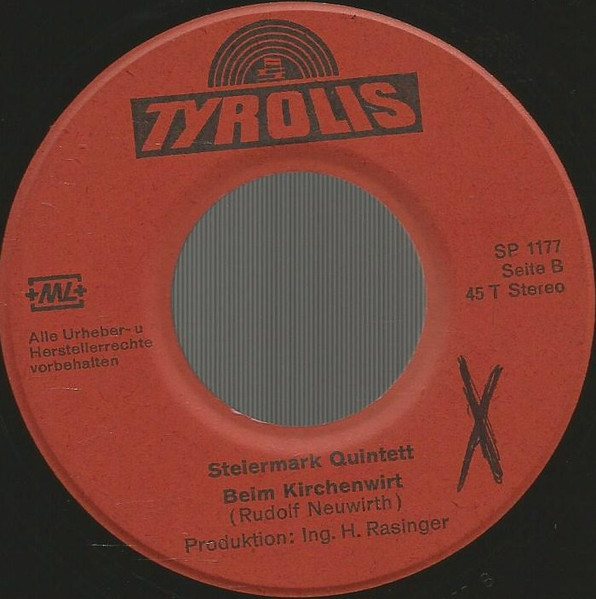 TYROLIS
SP 1177
Seite B
45 T Stereo
+ML+
Alle Urheber- u
Herstellerrechte
vorbehalten
X
Steiermark Quintett
Beim Kirchenwirt
(Rudolf Neuwirth)
Produktion: Ing. H. Rasinger